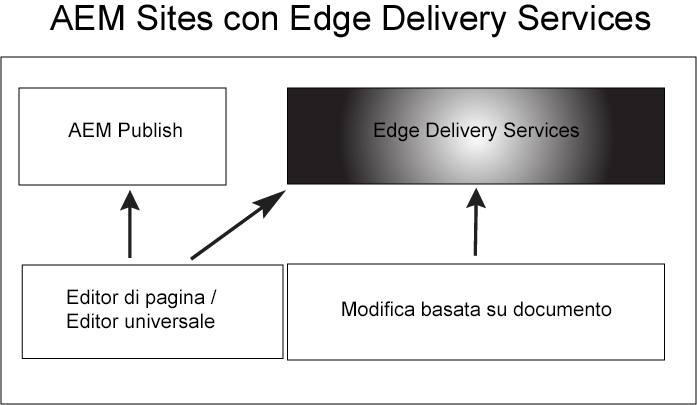 AEM Sites con Edge Delivery Services
AEM Publish
Edge Delivery Services
Editor di pagina /
Editor universale
Modifica basata su documento